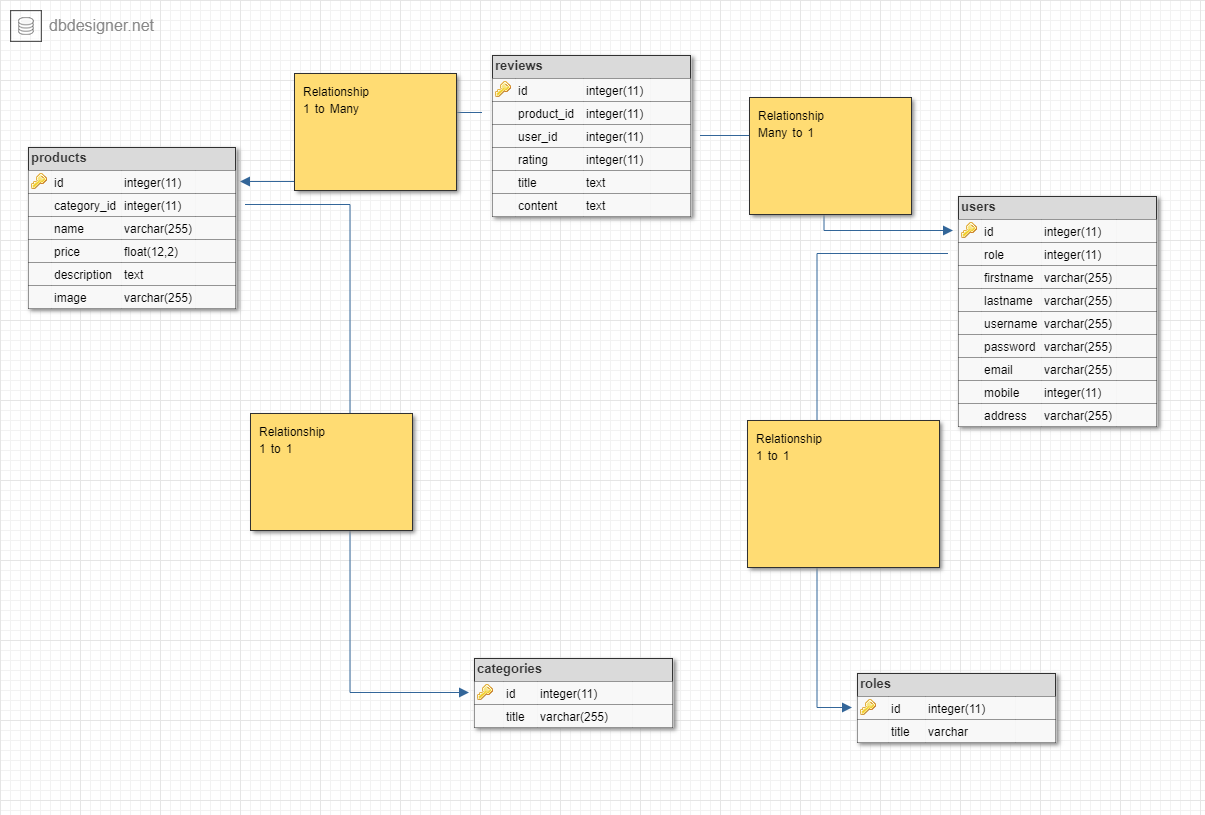 dbdesigner.net
reviews
id integer(11)
product_id integer(11)
user_id integer(11)
rating integer(11)
title text
content text
Relationship
1 to Many
Relationship
Many to 1
products
id integer(11)
category_id integer(11)
name varchar(255)
price float(12,2)
description text
image varchar(255)
users
id integer(11)
role integer(11)
firstname varchar(255)
lastname varchar(255)
username varchar(255)
password varchar(255)
email varchar(255)
mobile integer(11)
address varchar(255)
Relationship
1 to 1
Relationship
1 to 1
categories
id integer(11)
title varchar(255)
roles
id integer(11)
title varchar